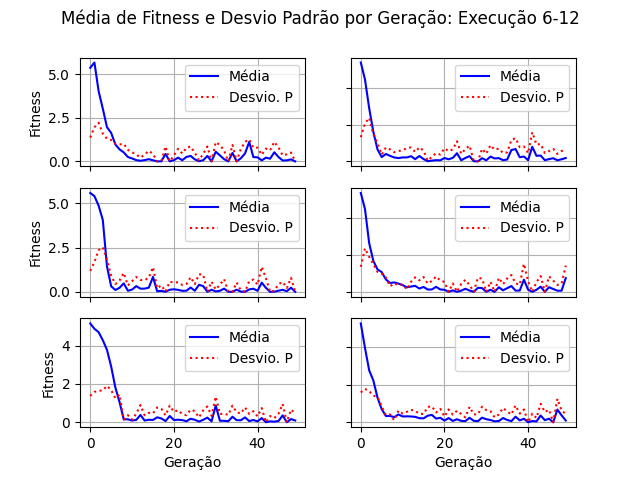 Média de Fitness e Desvio Padrão por Geração: Execução 6-12
5.0
2.5
0.0
Fitness
Média
Desvio. P
Média
Desvio. P
5.0
2.5
0.0
Fitness
Média
Desvio. P
Média
Desvio. P
4
2
0
Fitness
Média
Desvio. P
Média
Desvio. P
0
20
40
0
20
40
Geração
Geração